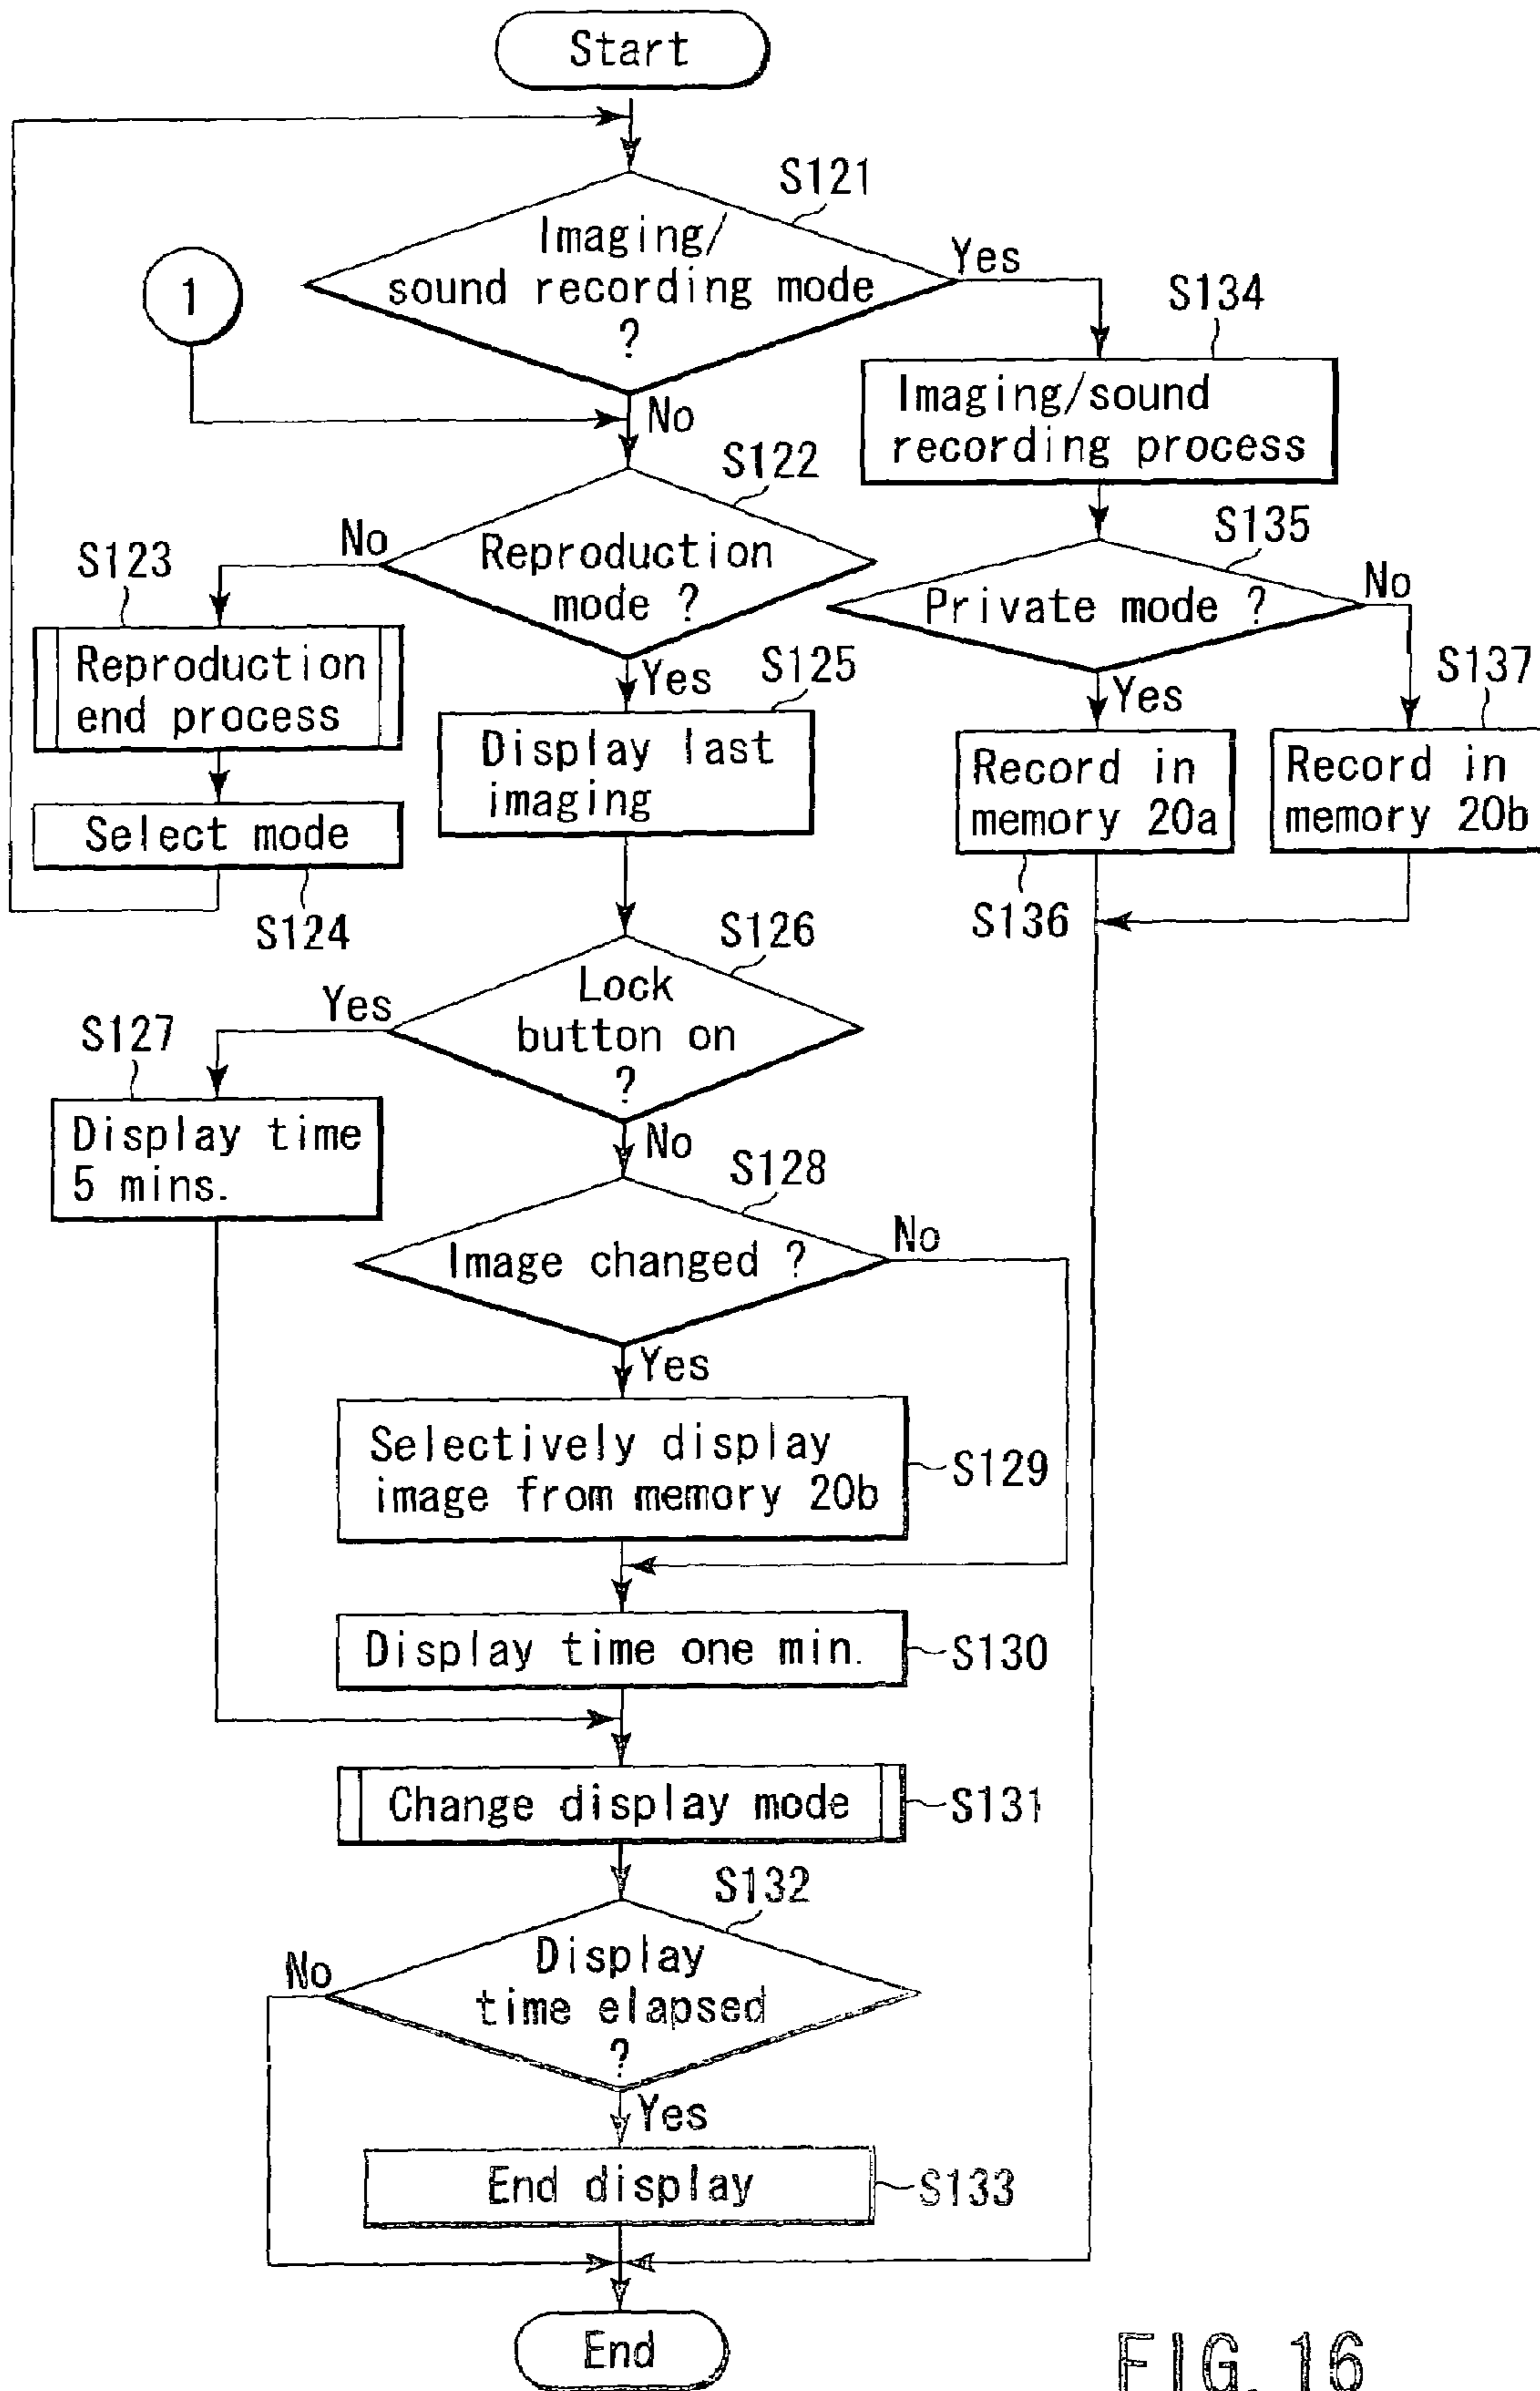 Start
S121
Imaging/
sound recording mode
?
Yes
No
1
S134
Imaging/sound
recording process
S122
Reproduction
mode ?
No
Yes
S123
Reproduction
end process
Select mode
S124
S125
Display last
imaging
S135
Private mode ?
No
Yes
S137
Record in
memory 20a
Record in
memory 20b
S136
S126
Lock
button on
?
Yes
No
S127
Display time
5 mins.
S128
Image changed ?
No
Yes
Selectively display
image from memory 20b
S129
Display time one min.
S130
Change display mode
S131
S132
Display
time elapsed
?
No
Yes
End display
S133
End
FIG. 16